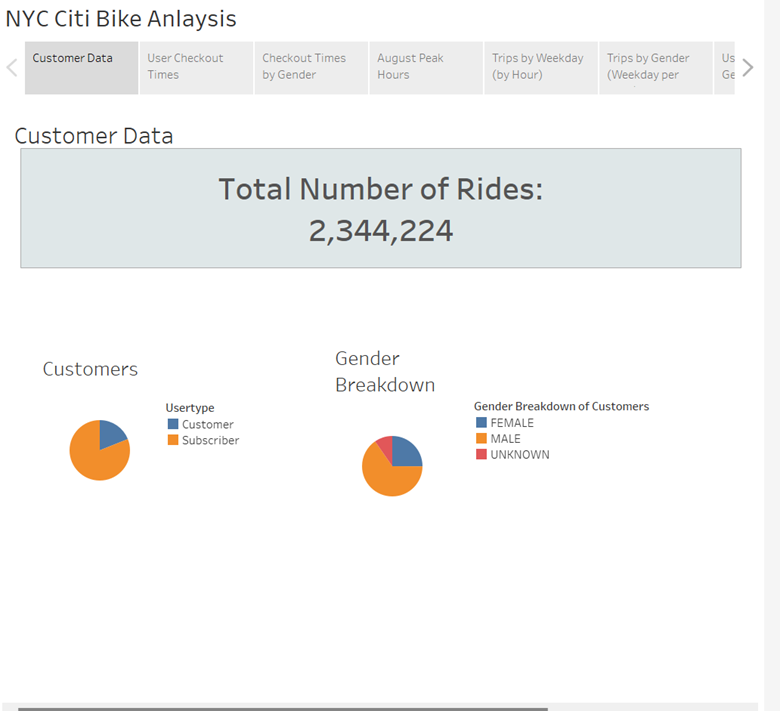 NYC Citi Bike Anlaysis
Customer Data
User Checkout
Times
Checkout Times
by Gender
August Peak
Hours
Trips by Weekday
(by Hour)
Trips by Gender
(Weekday per
Us
Ge
Customer Data
Total Number of Rides:
2,344,224
Customers
Usertype
Customer
Subscriber
Gender
Breakdown
Gender Breakdown of Customers
FEMALE
MALE
UNKNOWN